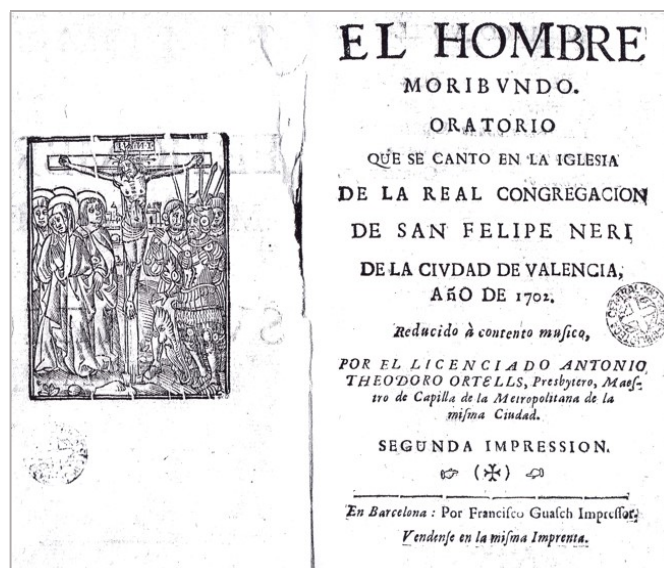 INRI
EL HOMBRE
MORIBVNDO.
ORATORIO
QUE SE CANTO EN LA IGLESIA
DE LA REAL CONGREGACION
DE SAN FELIPE NERI
DE LA CIVDAD DE VALENCIA,
AñO DE 1702.
Reducido à contento musico,
POR EL LICENCIADO ANTONIO
THEODORO ORTELLS, Presbytero, Maeſ-
tro de Capilla de la Metropolitana de la
miſma Ciudad.
SEGUNDA IMPRESSION.
☞ (✠) ☜
En Barcelona : Por Franciſco Guaſch Impreſſor.
Vendenſe en la miſma Imprenta.